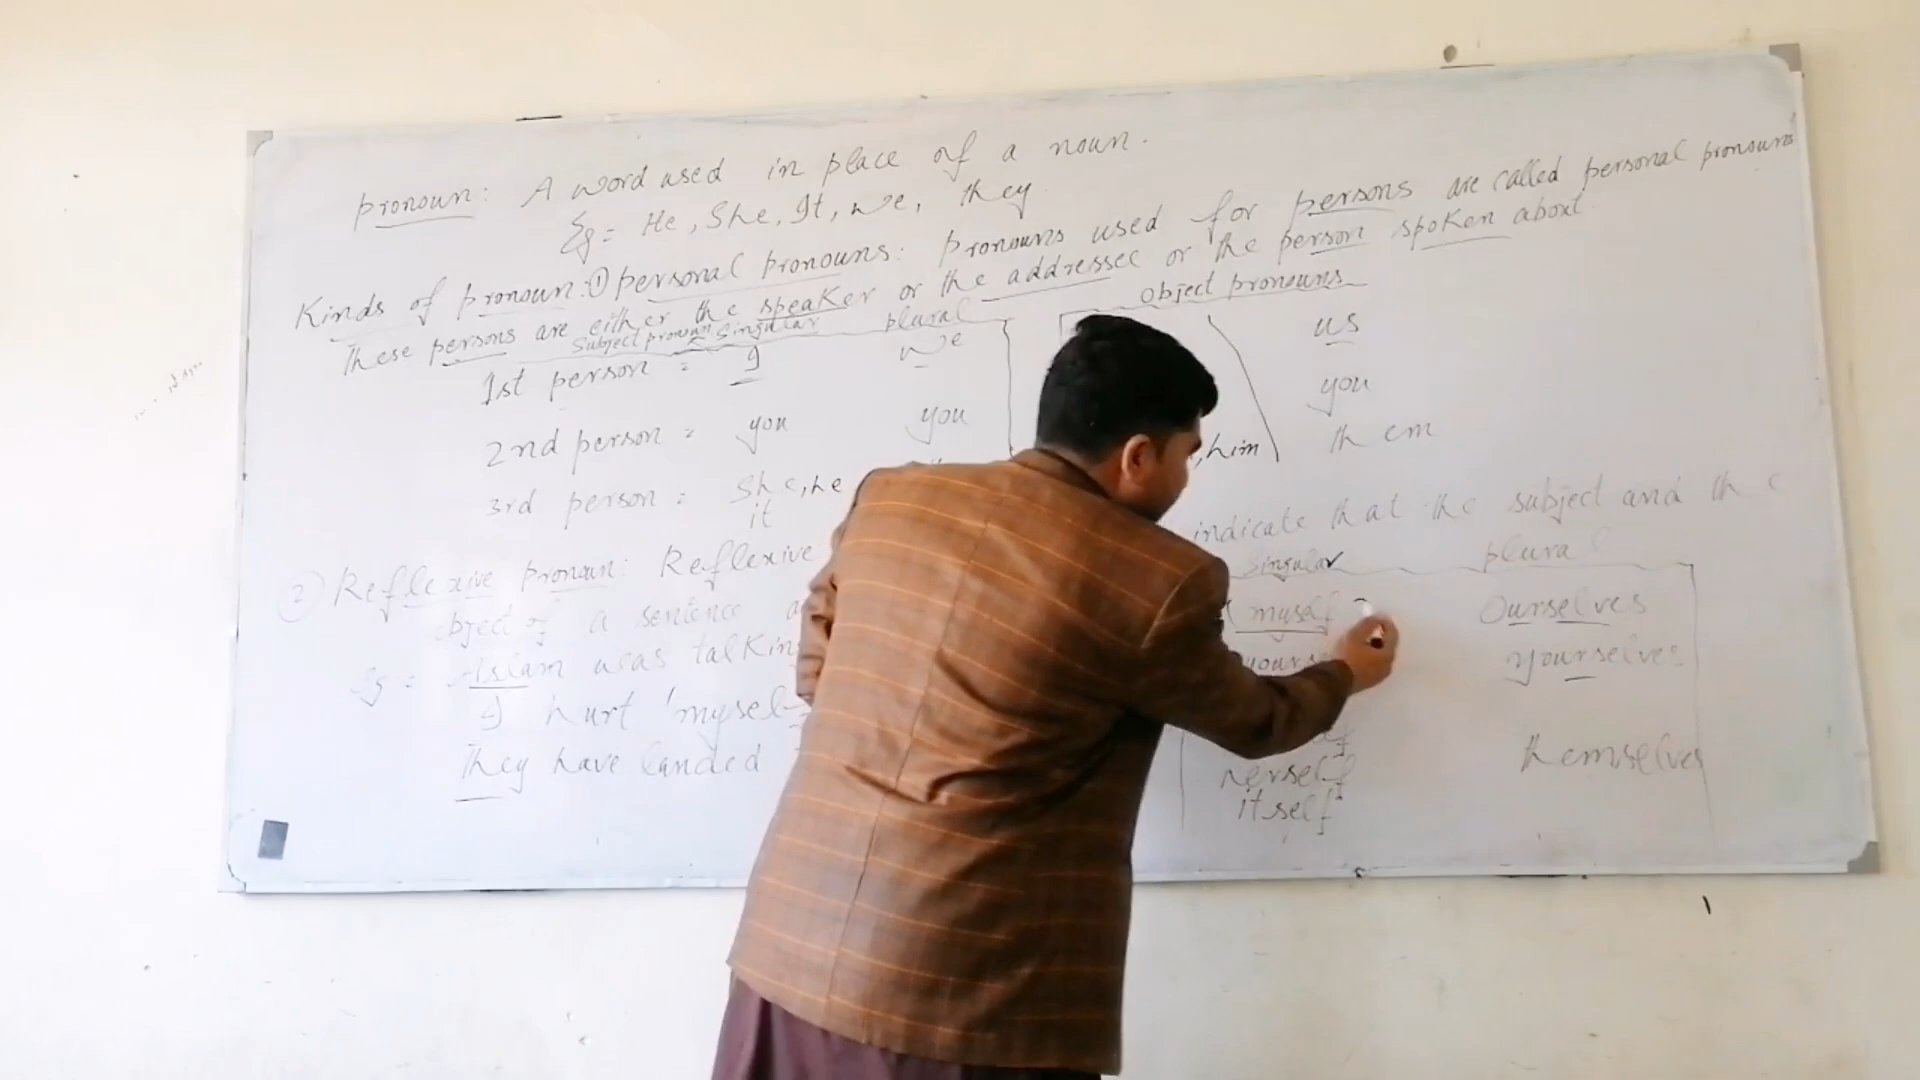 pronoun: A word used in place of a noun.
Eg = He, She, It, we, they
Kinds of pronoun: ① personal pronouns: pronouns used for persons are called personal pronouns
These persons are either the speaker or the addressee or the person spoken about
Subject pronoun Singular plural
Object pronouns
1st person = I we
us
2nd person = you you
you
3rd person = She, he
it
, him them
② Reflexive pronoun: Reflexive indicate that the subject and the
object of a sentence
Singular plural
Eg = Aslam was talking
myself ourselves
I hurt myself
yourselves
They have landed
themselves
herself
itself